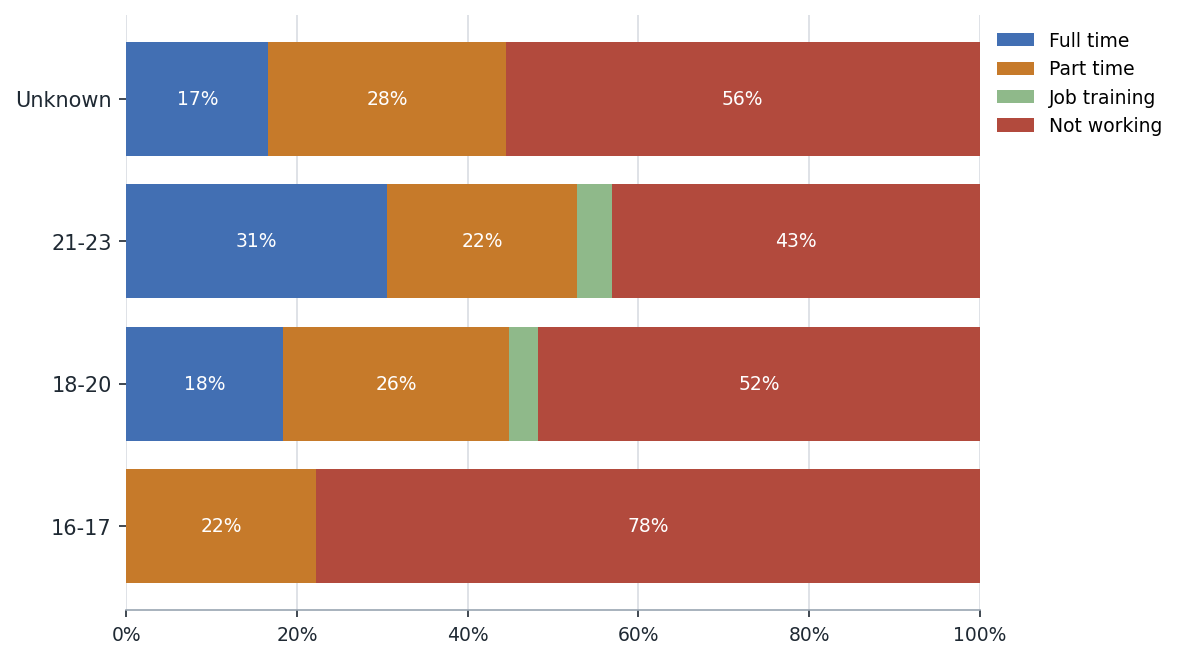 Unknown 17% 28% 56%
21-23 31% 22% 43%
18-20 18% 26% 52%
16-17 22% 78%
0% 20% 40% 60% 80% 100%
Full time
Part time
Job training
Not working